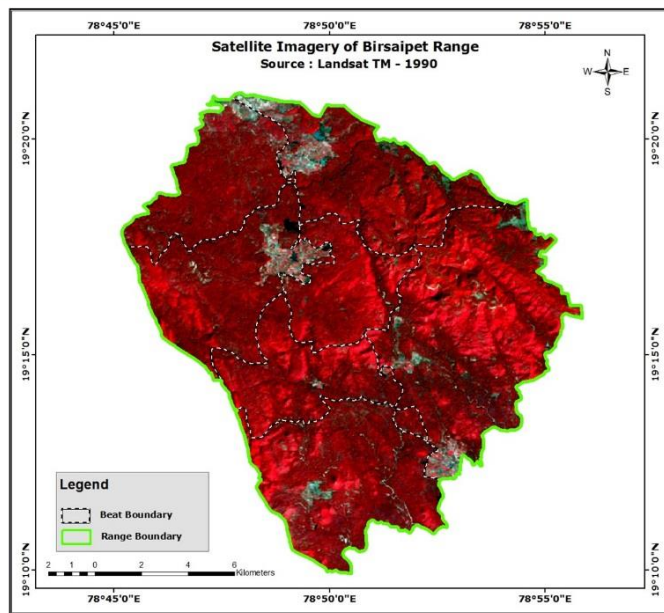 78°45'0"E 78°50'0"E 78°55'0"E
Satellite Imagery of Birsaipet Range
Source : Landsat TM - 1990
N
W E
S
19°20'0"N 19°20'0"N
19°15'0"N 19°15'0"N
Legend
Beat Boundary
Range Boundary
2 1 0 2 4 6
Kilometers
19°10'0"N 19°10'0"N
78°45'0"E 78°50'0"E 78°55'0"E